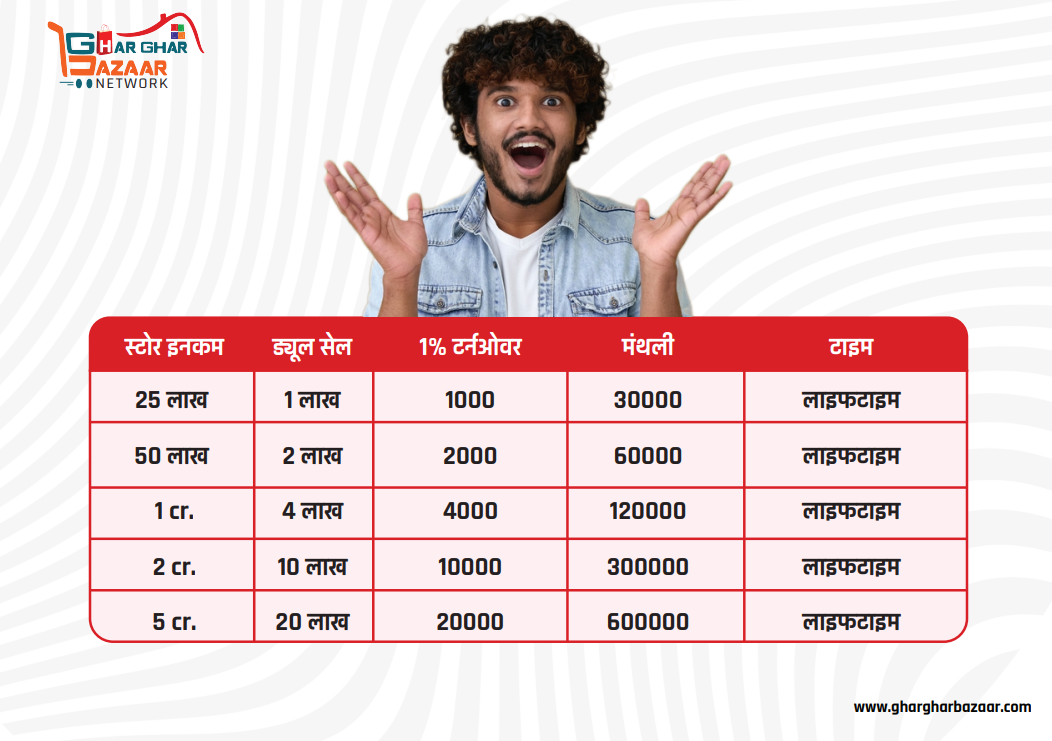 GHAR GHAR
BAZAAR
NETWORK
स्टोर इनकम ड्यूल सेल 1% टर्नओवर मंथली टाइम
25 लाख 1 लाख 1000 30000 लाइफटाइम
50 लाख 2 लाख 2000 60000 लाइफटाइम
1 cr. 4 लाख 4000 120000 लाइफटाइम
2 cr. 10 लाख 10000 300000 लाइफटाइम
5 cr. 20 लाख 20000 600000 लाइफटाइम
www.ghargharbazaar.com